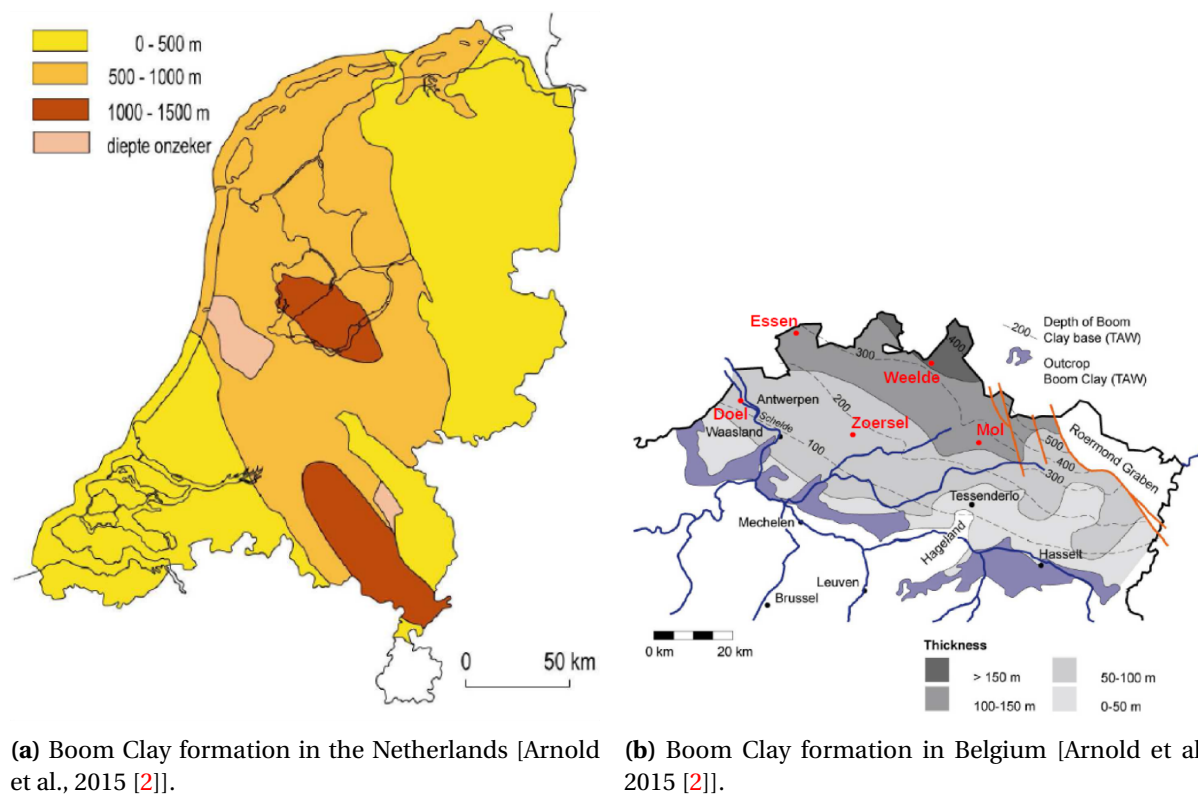 0 - 500 m
500 - 1000 m
1000 - 1500 m
diepte onzeker
0 50 km
Essen
Weelde
Doel
Antwerpen
Schelde
Waasland
Zoersel
Mol
300
400
200
100
500
400
300
Roermond Graben
Tessenderlo
Mechelen
Hageland
Hasselt
Leuven
Brussel
200
Depth of Boom
Clay base (TAW)
Outcrop
Boom Clay (TAW)
0 km 20 km
Thickness
> 150 m
50-100 m
100-150 m
0-50 m
(a) Boom Clay formation in the Netherlands [Arnold
et al., 2015 [2]].
(b) Boom Clay formation in Belgium [Arnold et al
2015 [2]].